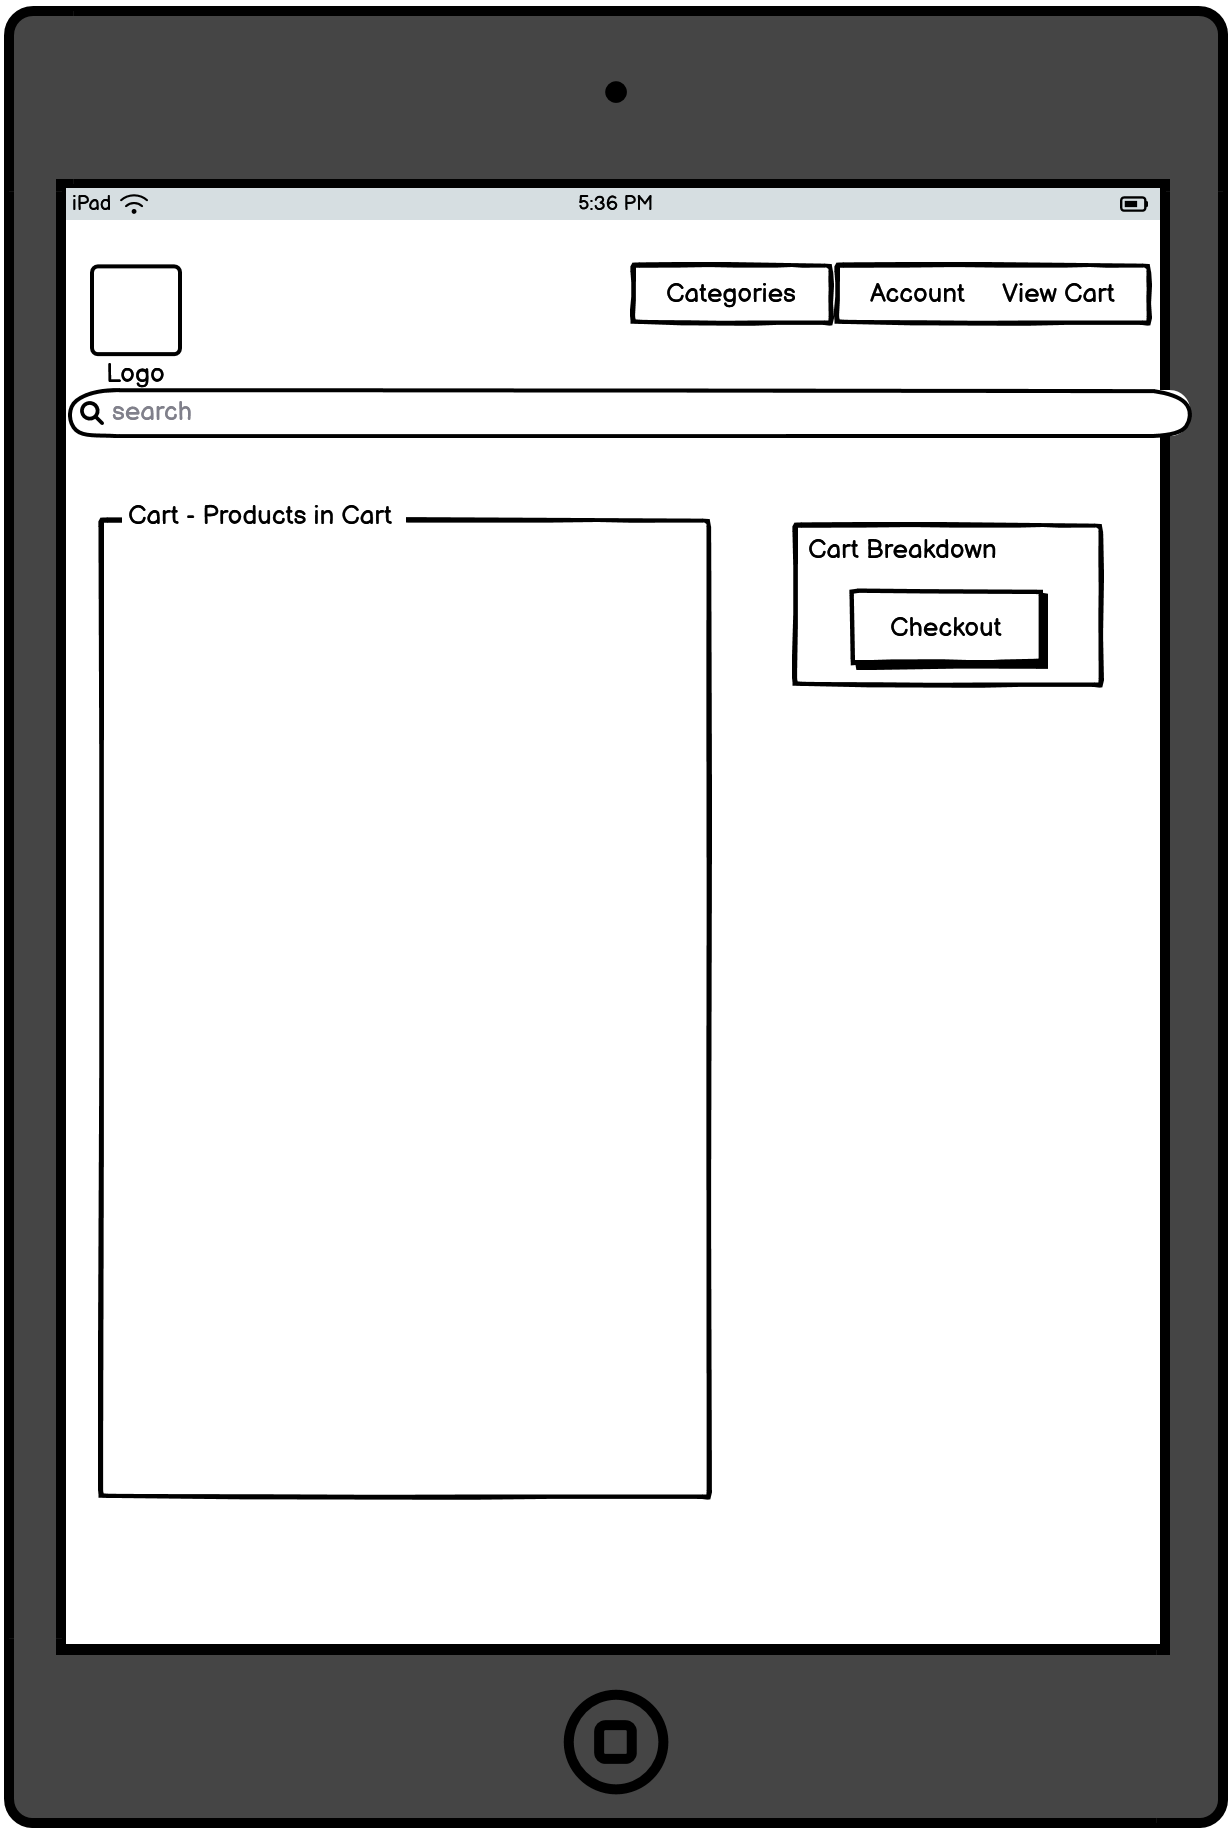 iPad 5:36 PM
Categories Account View Cart
Logo
search
Cart - Products in Cart
Cart Breakdown
Checkout